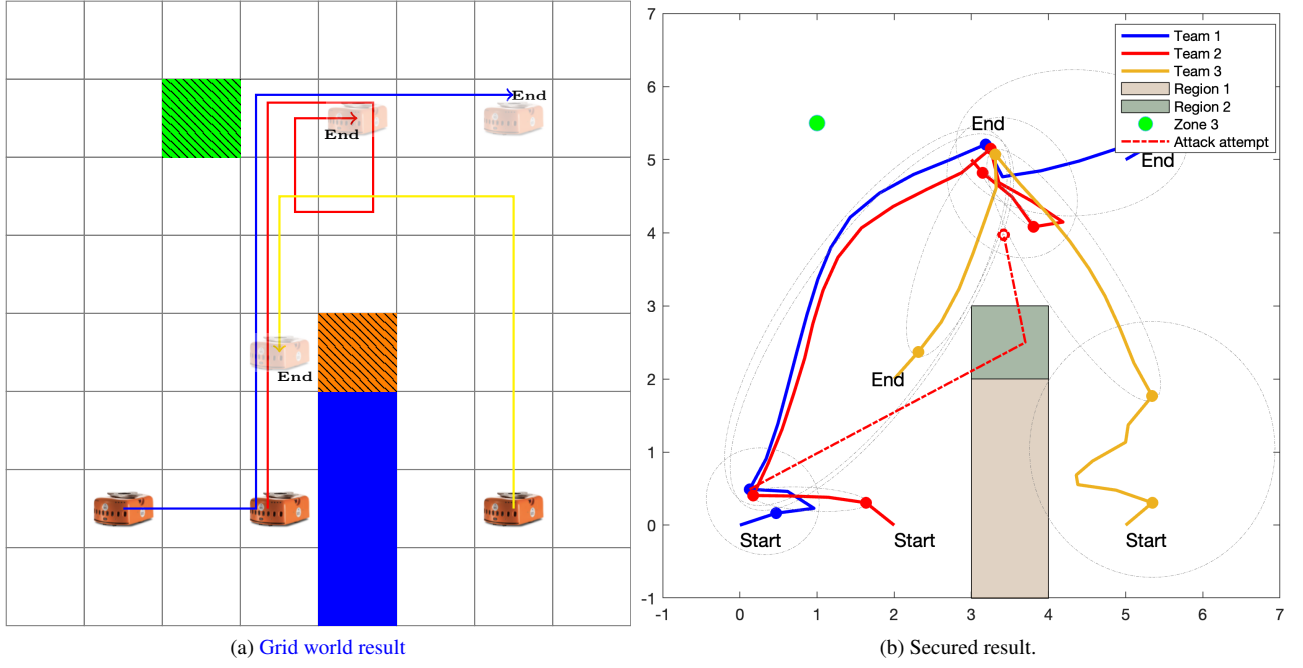 End
End
End
(a) Grid world result
7
6
5
4
3
2
1
0
-1
-1
0
1
2
3
4
5
6
7
Team 1
Team 2
Team 3
Region 1
Region 2
Zone 3
Attack attempt
End
End
End
Start
Start
Start
(b) Secured result.